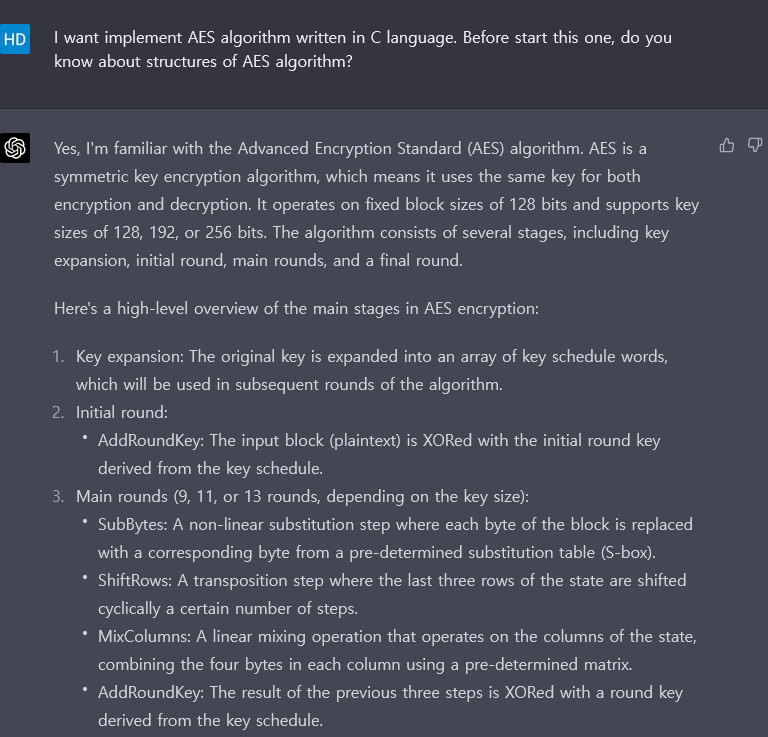 HD
I want implement AES algorithm written in C language. Before start this one, do you
know about structures of AES algorithm?
Yes, I'm familiar with the Advanced Encryption Standard (AES) algorithm. AES is a
symmetric key encryption algorithm, which means it uses the same key for both
encryption and decryption. It operates on fixed block sizes of 128 bits and supports key
sizes of 128, 192, or 256 bits. The algorithm consists of several stages, including key
expansion, initial round, main rounds, and a final round.
Here's a high-level overview of the main stages in AES encryption:
1. Key expansion: The original key is expanded into an array of key schedule words,
which will be used in subsequent rounds of the algorithm.
2. Initial round:
• AddRoundKey: The input block (plaintext) is XORed with the initial round key
derived from the key schedule.
3. Main rounds (9, 11, or 13 rounds, depending on the key size):
• SubBytes: A non-linear substitution step where each byte of the block is replaced
with a corresponding byte from a pre-determined substitution table (S-box).
• ShiftRows: A transposition step where the last three rows of the state are shifted
cyclically a certain number of steps.
• MixColumns: A linear mixing operation that operates on the columns of the state,
combining the four bytes in each column using a pre-determined matrix.
• AddRoundKey: The result of the previous three steps is XORed with a round key
derived from the key schedule.